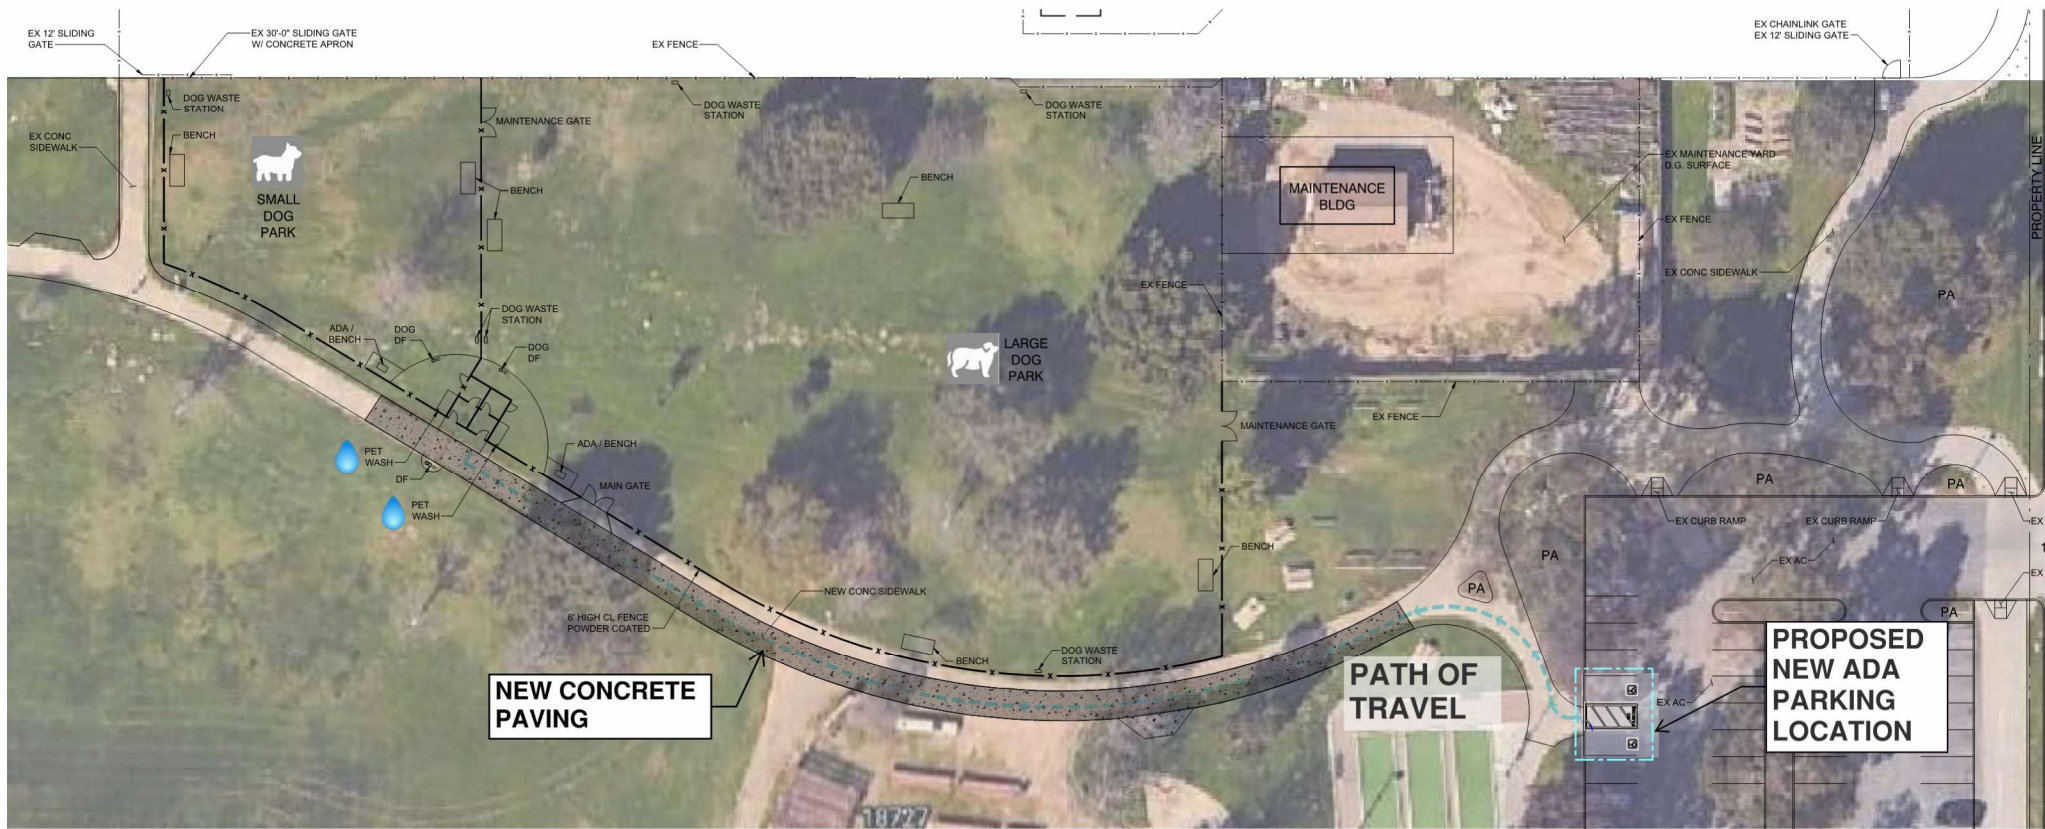 EX 12' SLIDING
GATE
EX 30'-0" SLIDING GATE
W/ CONCRETE APRON
EX FENCE
EX CHAINLINK GATE
EX 12' SLIDING GATE
DOG WASTE
STATION
BENCH
EX CONC
SIDEWALK
SMALL
DOG
PARK
MAINTENANCE GATE
BENCH
DOG WASTE
STATION
DOG WASTE
STATION
BENCH
MAINTENANCE
BLDG
EX MAINTENANCE YARD
D.G. SURFACE
EX FENCE
EX CONC SIDEWALK
PROPERTY LINE
PA
EX FENCE
DOG WASTE
STATION
ADA /
BENCH
DOG
DF
DOG
DF
LARGE
DOG
PARK
EX FENCE
MAINTENANCE GATE
ADA / BENCH
PET
WASH
DF
MAIN GATE
PET
WASH
PA
PA
EX CURB RAMP
EX CURB RAMP
EX
EX AC
PA
BENCH
EX
PA
PA
NEW CONC SIDEWALK
6' HIGH CL FENCE
POWDER COATED
BENCH
DOG WASTE
STATION
NEW CONCRETE
PAVING
PATH OF
TRAVEL
EX AC
PROPOSED
NEW ADA
PARKING
LOCATION
18727